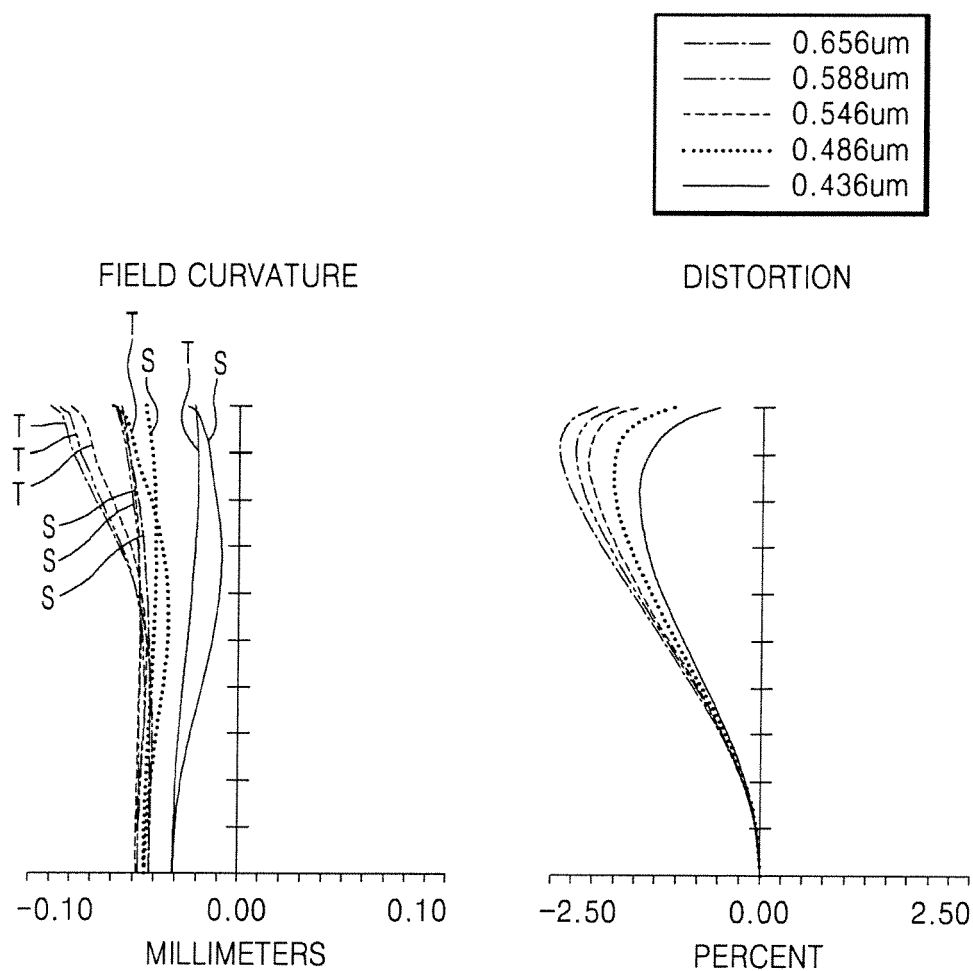 0.656um
0.588um
0.546um
0.486um
0.436um
FIELD CURVATURE
DISTORTION
T
S
T
S
T
T
T
S
S
S
-0.10
0.00
0.10
MILLIMETERS
-2.50
0.00
2.50
PERCENT